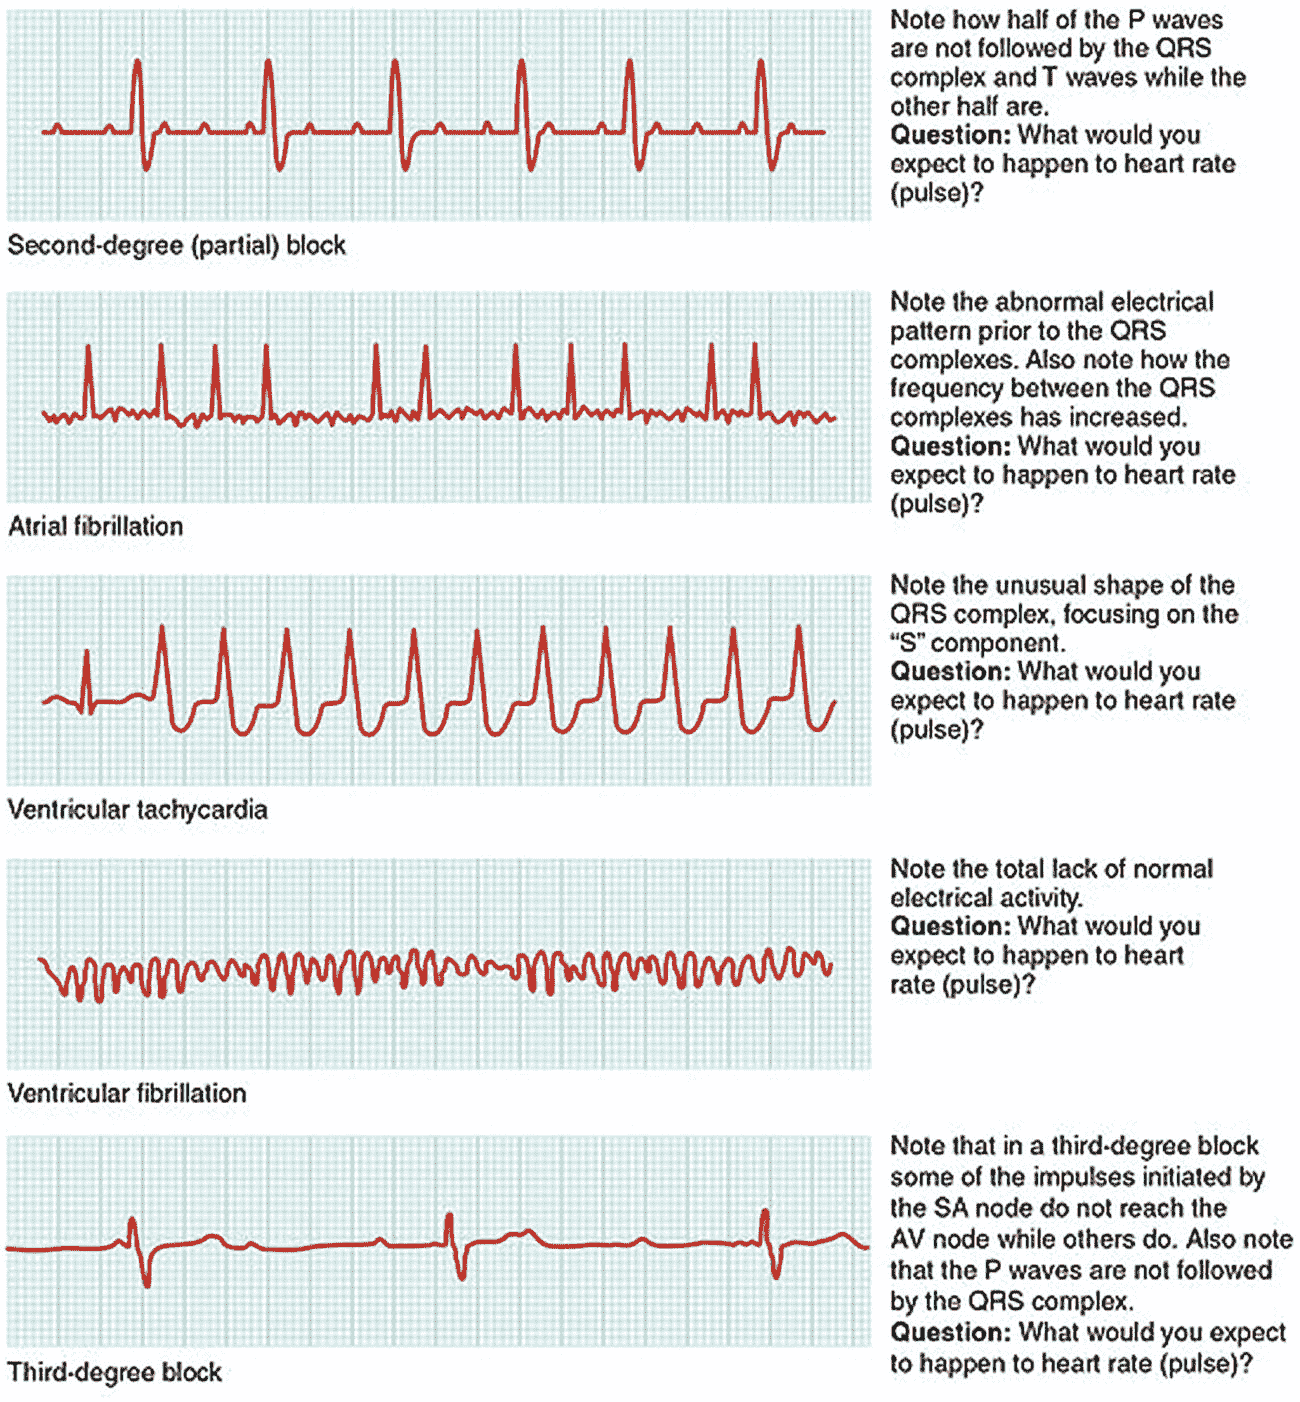 Note how half of the P waves
are not followed by the QRS
complex and T waves while the
other half are.
Question: What would you
expect to happen to heart rate
(pulse)?
Second-degree (partial) block
Note the abnormal electrical
pattern prior to the QRS
complexes. Also note how the
frequency between the QRS
complexes has increased.
Question: What would you
expect to happen to heart rate
(pulse)?
Atrial fibrillation
Note the unusual shape of the
QRS complex, focusing on the
“S” component.
Question: What would you
expect to happen to heart rate
(pulse)?
Ventricular tachycardia
Note the total lack of normal
electrical activity.
Question: What would you
expect to happen to heart
rate (pulse)?
Ventricular fibrillation
Note that in a third-degree block
some of the impulses initiated by
the SA node do not reach the
AV node while others do. Also note
that the P waves are not followed
by the QRS complex.
Question: What would you expect
to happen to heart rate (pulse)?
Third-degree block